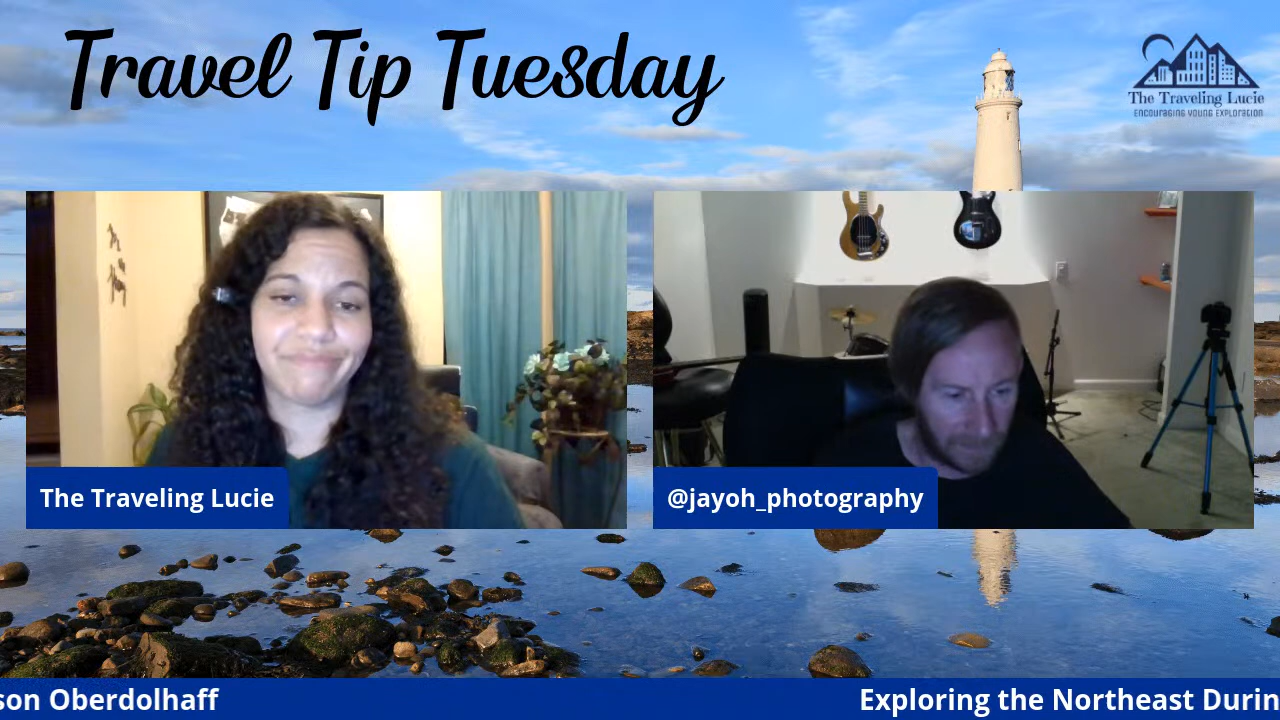 Travel Tip Tuesday
The Traveling Lucie
ENCOURAGING YOUNG EXPLORATION
The Traveling Lucie
@jayoh_photography
son Oberdolhaff
Exploring the Northeast Durin